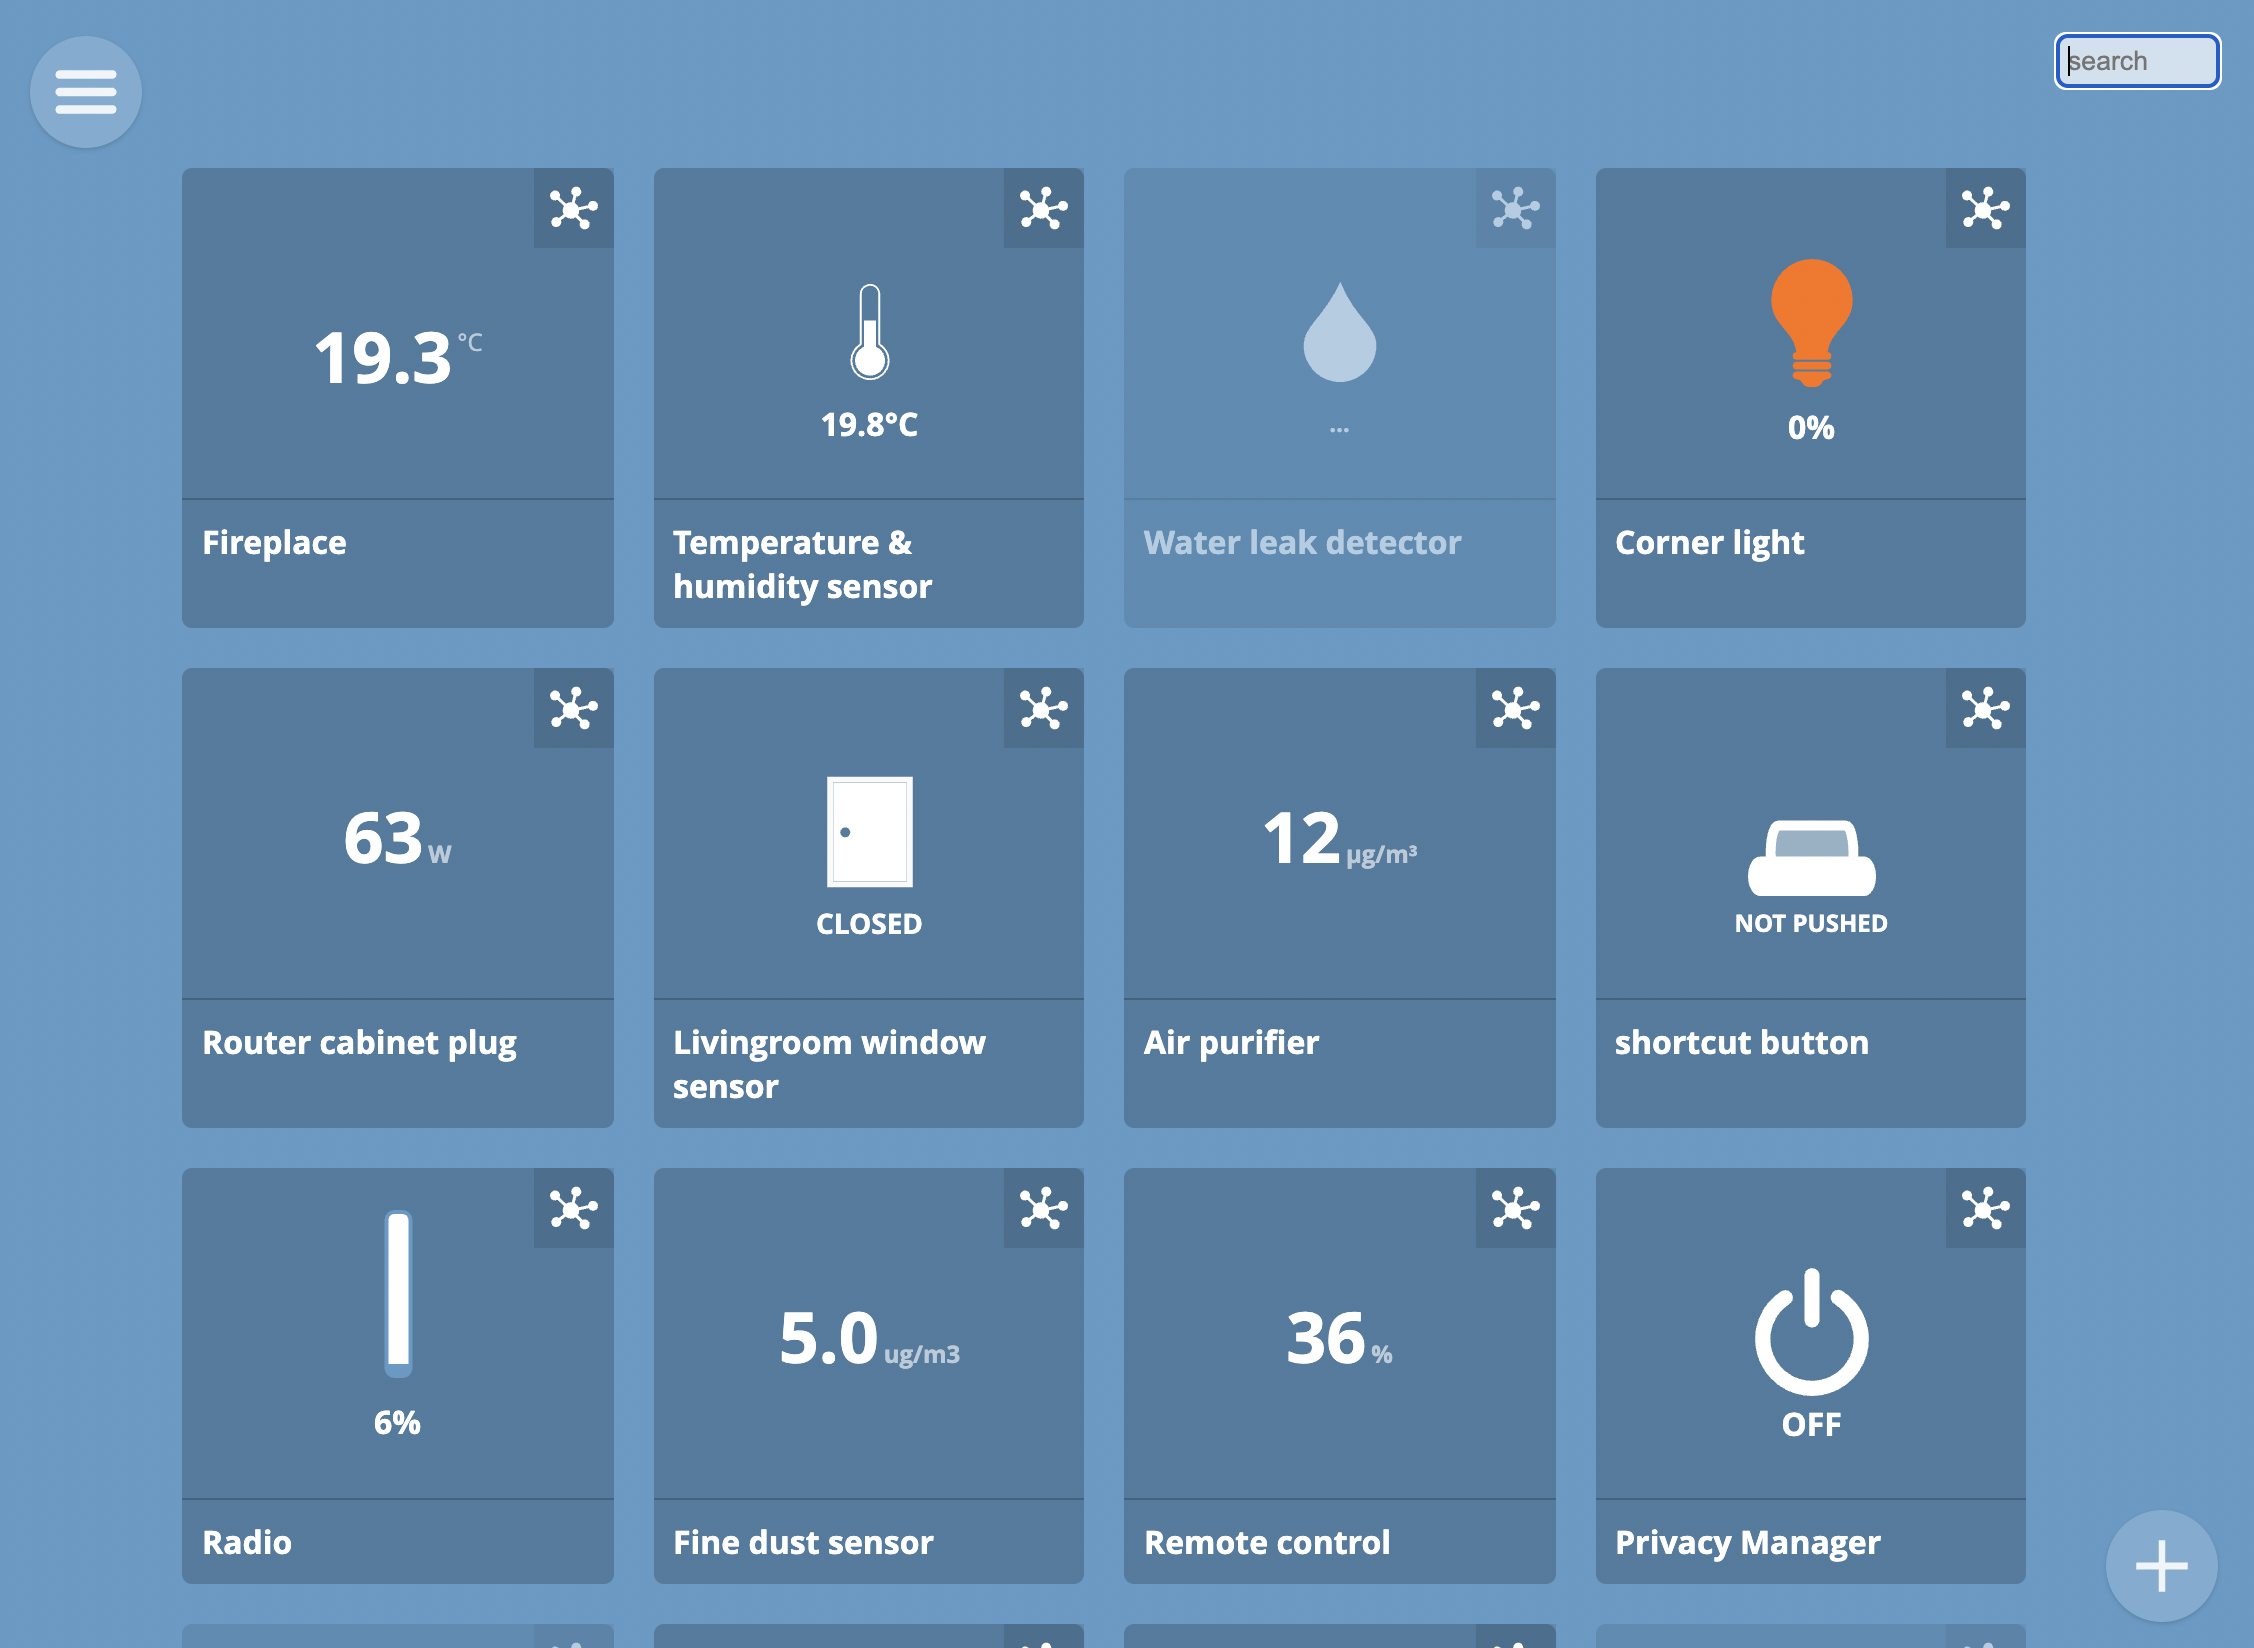 search
19.3 °C
19.8°C
...
0%
Fireplace
Temperature &
humidity sensor
Water leak detector
Corner light
63 W
CLOSED
12 µg/m³
NOT PUSHED
Router cabinet plug
Livingroom window
sensor
Air purifier
shortcut button
6%
5.0 ug/m3
36 %
OFF
Radio
Fine dust sensor
Remote control
Privacy Manager